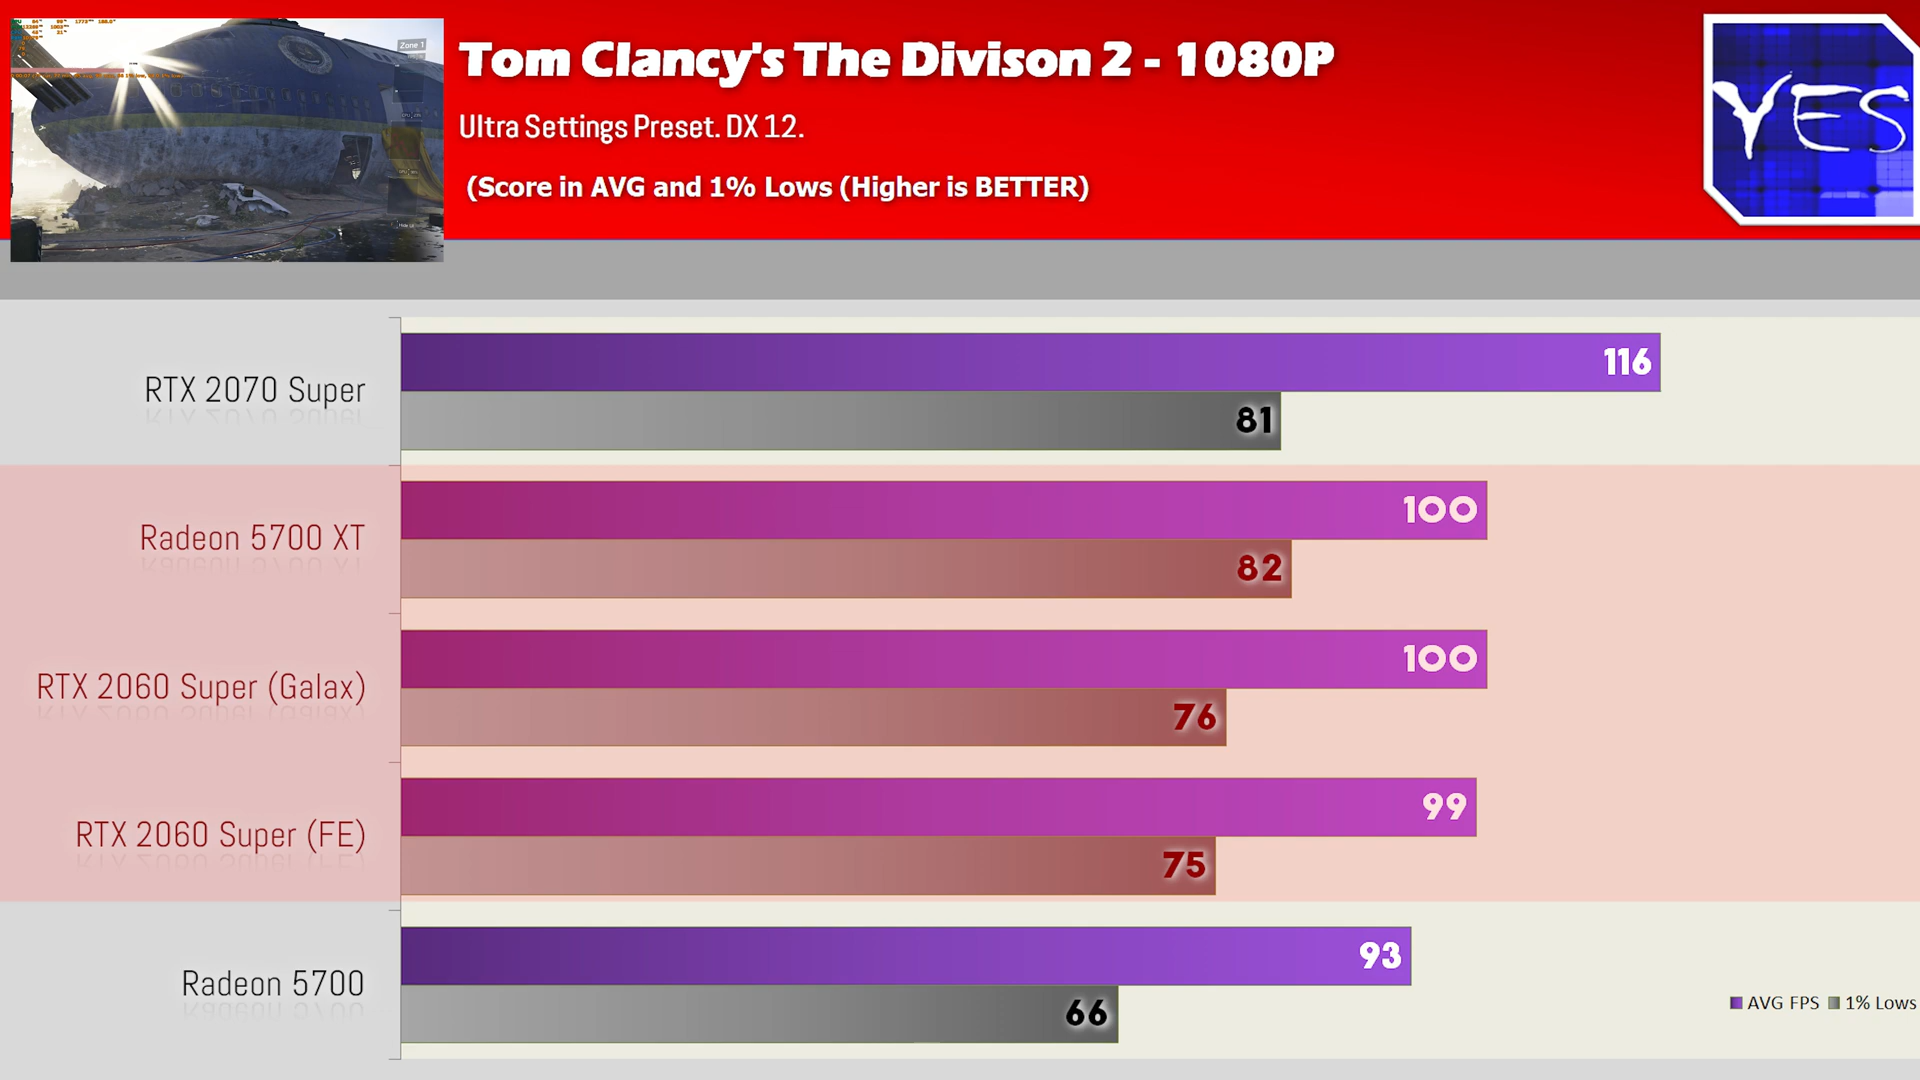 Tom Clancy's The Divison 2 - 1080P
Ultra Settings Preset. DX 12.
(Score in AVG and 1% Lows (Higher is BETTER)
YES
Zone 1
RTX 2070 Super
116
81
Radeon 5700 XT
100
82
RTX 2060 Super (Galax)
100
76
RTX 2060 Super (FE)
99
75
Radeon 5700
93
66
AVG FPS 1% Lows